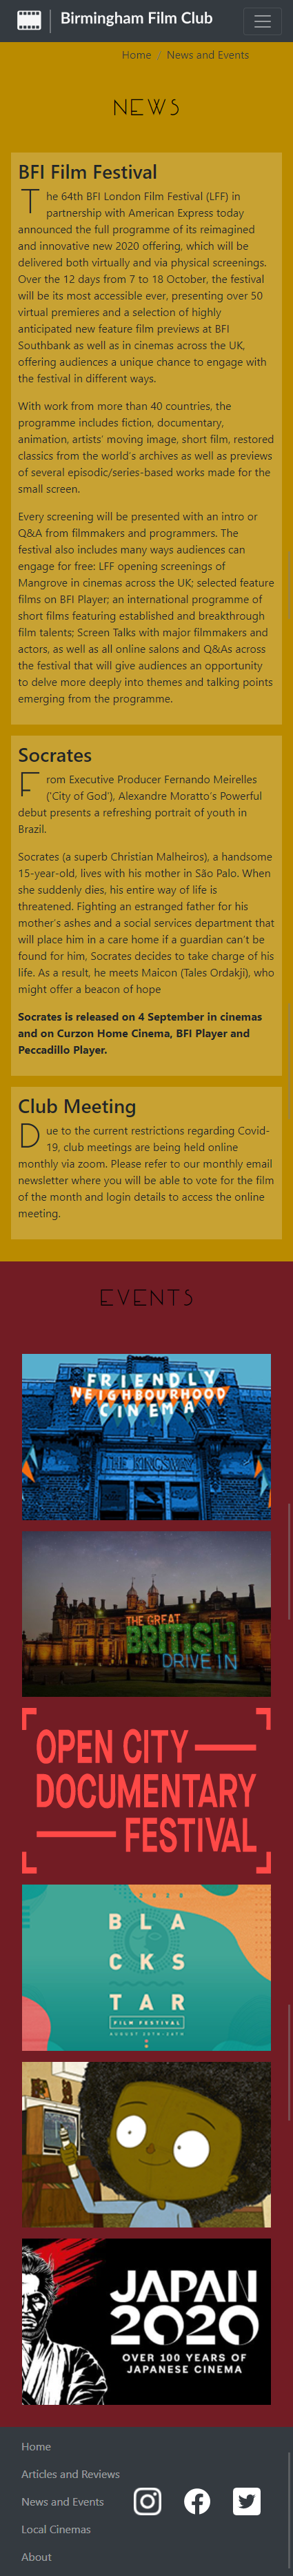 Birmingham Film Club
Home / News and Events
NEWS
BFI Film Festival
The 64th BFI London Film Festival (LFF) in
partnership with American Express today
announced the full programme of its reimagined
and innovative new 2020 offering, which will be
delivered both virtually and via physical screenings.
Over the 12 days from 7 to 18 October, the festival
will be its most accessible ever, presenting over 50
virtual premieres and a selection of highly
anticipated new feature film previews at BFI
Southbank as well as in cinemas across the UK,
offering audiences a unique chance to engage with
the festival in different ways.
With work from more than 40 countries, the
programme includes fiction, documentary,
animation, artists' moving image, short film, restored
classics from the world's archives as well as previews
of several episodic/series-based works made for the
small screen.
Every screening will be presented with an intro or
Q&A from filmmakers and programmers. The
festival also includes many ways audiences can
engage for free: LFF opening screenings of
Mangrove in cinemas across the UK; selected feature
films on BFI Player; an international programme of
short films featuring established and breakthrough
film talents; Screen Talks with major filmmakers and
actors, as well as all online salons and Q&As across
the festival that will give audiences an opportunity
to delve more deeply into themes and talking points
emerging from the programme.
Socrates
From Executive Producer Fernando Meirelles
('City of God'), Alexandre Moratto's Powerful
debut presents a refreshing portrait of youth in
Brazil.
Socrates (a superb Christian Malheiros), a handsome
15-year-old, lives with his mother in São Palo. When
she suddenly dies, his entire way of life is
threatened. Fighting an estranged father for his
mother's ashes and a social services department that
will place him in a care home if a guardian can't be
found for him, Socrates decides to take charge of his
life. As a result, he meets Maicon (Tales Ordakji), who
might offer a beacon of hope
Socrates is released on 4 September in cinemas
and on Curzon Home Cinema, BFI Player and
Peccadillo Player.
Club Meeting
Due to the current restrictions regarding Covid-
19, club meetings are being held online
monthly via zoom. Please refer to our monthly email
newsletter where you will be able to vote for the film
of the month and login details to access the online
meeting.
EVENTS
FRIENDLY
NEIGHBOURHOOD
CINEMA
THE KINGSWAY
THE GREAT
BRITISH
DRIVE IN
OPEN CITY
DOCUMENTARY
FESTIVAL
2020
BLA
CKS
TAR
FILM FESTIVAL
AUGUST 20TH-26TH
JAPAN
2020
OVER 100 YEARS OF
JAPANESE CINEMA
Home
Articles and Reviews
News and Events
Local Cinemas
About